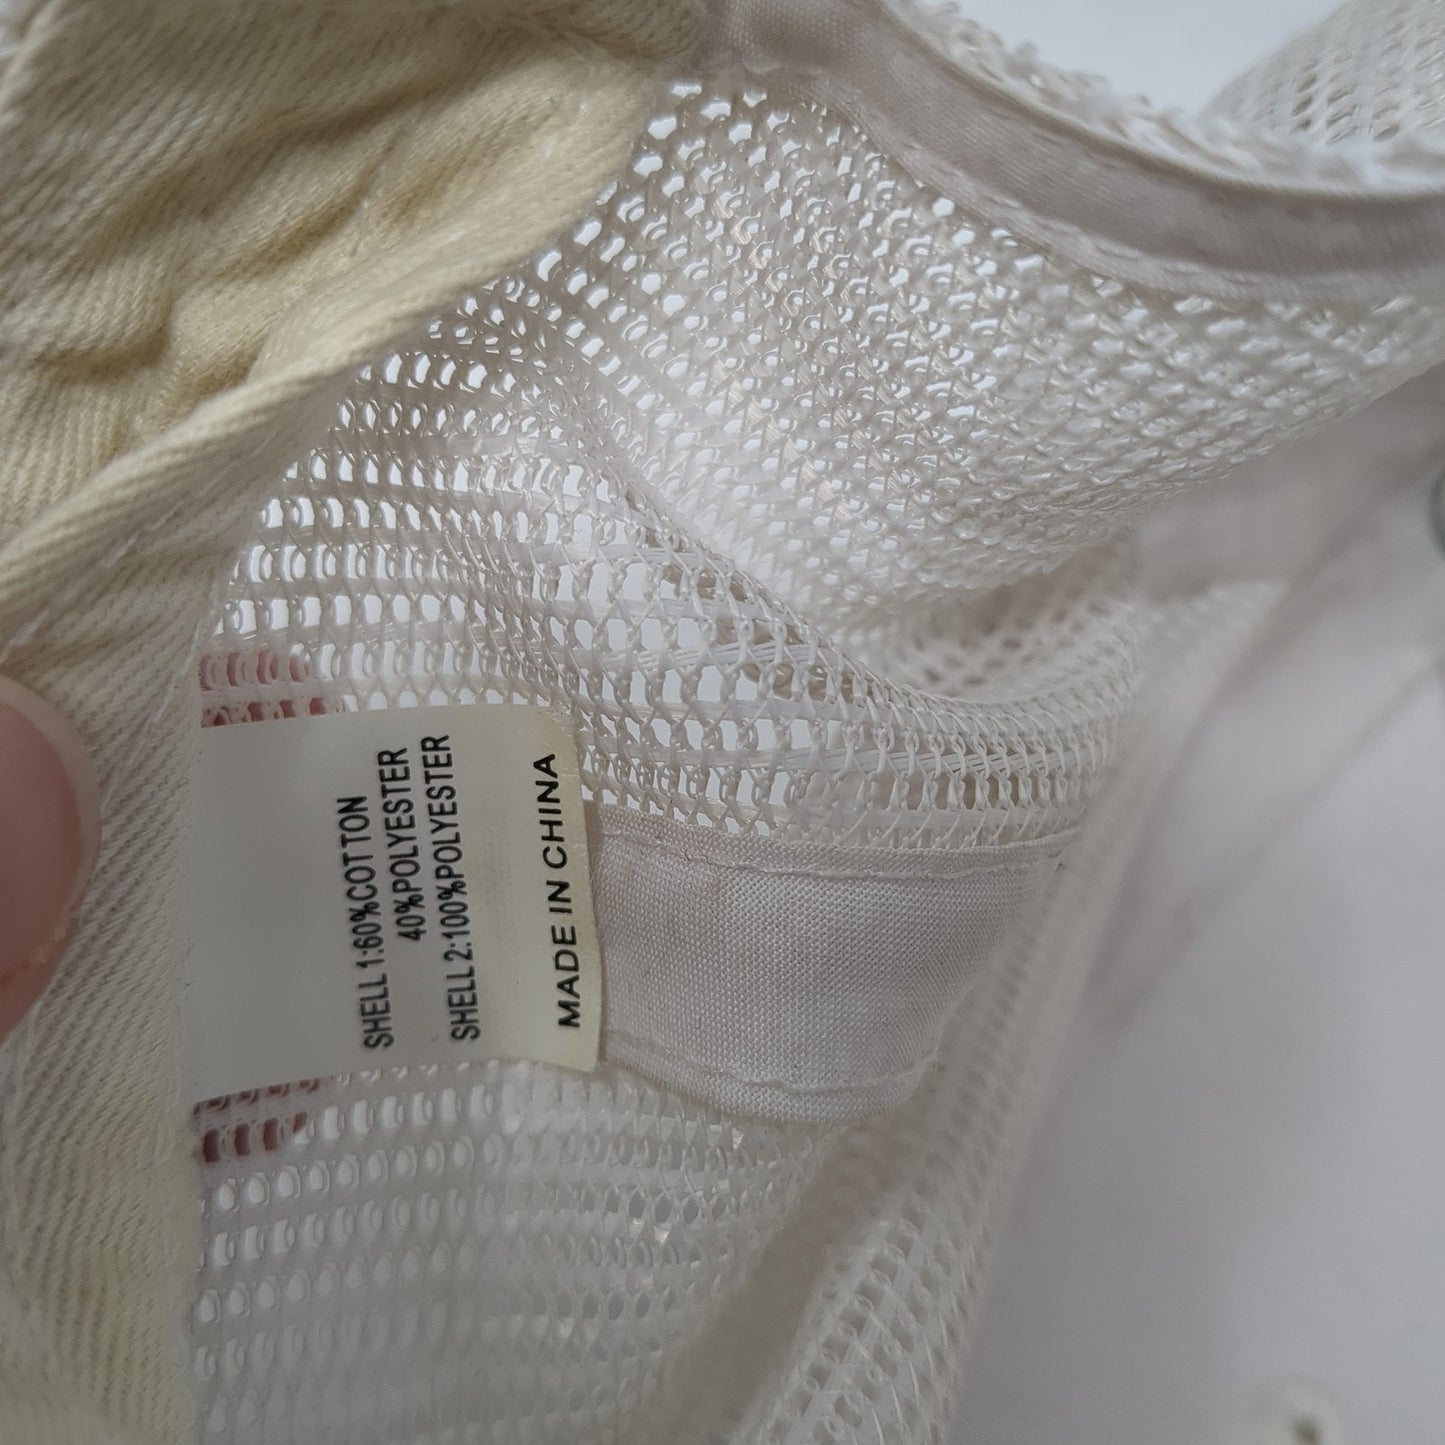 SHELL 1:60%COTTON
40%POLYESTER
SHELL 2:100%POLYESTER
MADE IN CHINA